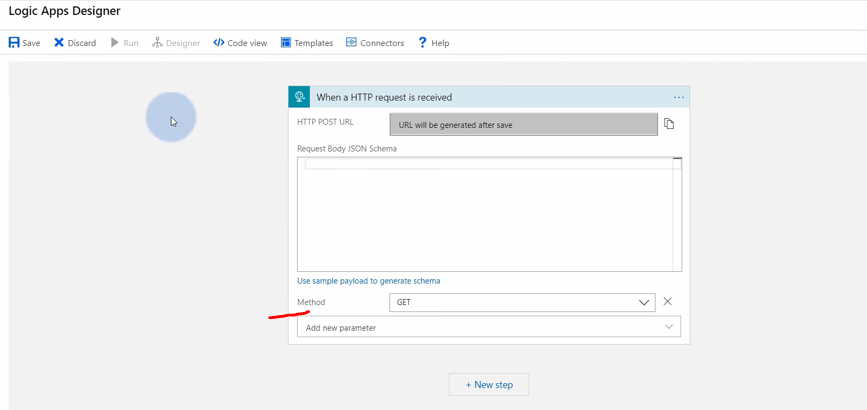 Logic Apps Designer
Save Discard Run Designer Code view Templates Connectors ? Help
When a HTTP request is received ...
HTTP POST URL URL will be generated after save
Request Body JSON Schema
Use sample payload to generate schema
Method GET
Add new parameter
+ New step